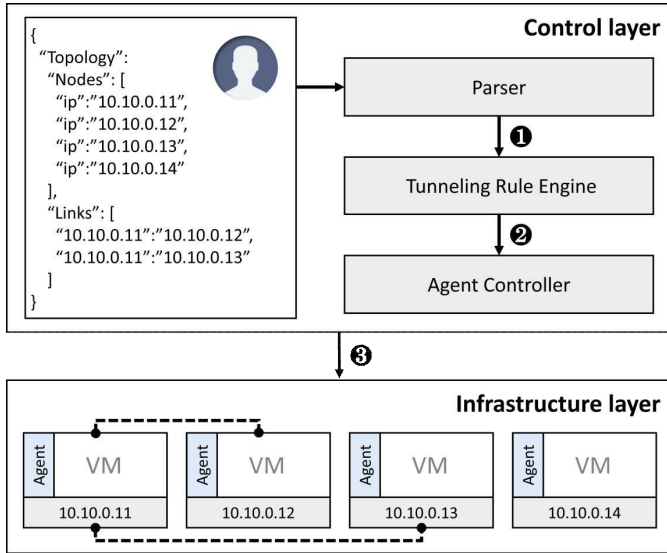 Control layer
{
“Topology”:
“Nodes”: [
“ip”:”10.10.0.11”,
“ip”:”10.10.0.12”,
“ip”:”10.10.0.13”,
“ip”:”10.10.0.14”
],
“Links”: [
“10.10.0.11”:“10.10.0.12”,
“10.10.0.11”:“10.10.0.13”
]
}
Parser
❶
Tunneling Rule Engine
❷
Agent Controller
❸
Infrastructure layer
Agent
VM
10.10.0.11
Agent
VM
10.10.0.12
Agent
VM
10.10.0.13
Agent
VM
10.10.0.14